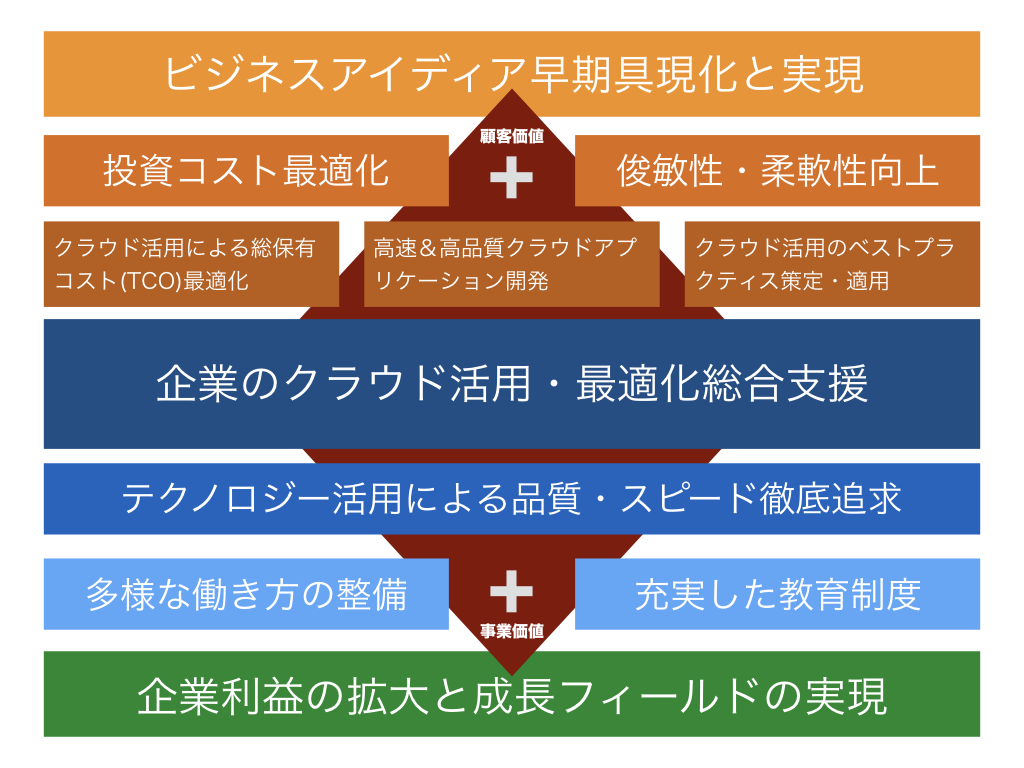 ビジネスアイディア早期具現化と実現
顧客価値
+
投資コスト最適化
俊敏性・柔軟性向上
クラウド活用による総保有
コスト(TCO)最適化
高速＆高品質クラウドアプ
リケーション開発
クラウド活用のベストプラ
クティス策定・適用
企業のクラウド活用・最適化総合支援
テクノロジー活用による品質・スピード徹底追求
多様な働き方の整備
+
充実した教育制度
事業価値
企業利益の拡大と成長フィールドの実現